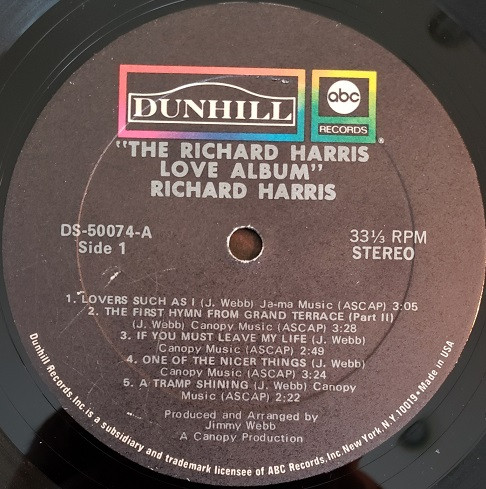 DUNHILL
abc
RECORDS
®
"THE RICHARD HARRIS
LOVE ALBUM"
RICHARD HARRIS
DS-50074-A
Side 1
33⅓ RPM
STEREO
1. LOVERS SUCH AS I (J. Webb) Ja-ma Music (ASCAP) 3:05
2. THE FIRST HYMN FROM GRAND TERRACE (Part II)
(J. Webb) Canopy Music (ASCAP) 3:28
3. IF YOU MUST LEAVE MY LIFE (J. Webb)
Canopy Music (ASCAP) 2:49
4. ONE OF THE NICER THINGS (J. Webb)
Canopy Music (ASCAP) 3:24
5. A TRAMP SHINING (J. Webb) Canopy
Music (ASCAP) 2:22
Produced and Arranged by
Jimmy Webb
A Canopy Production
Dunhill Records Inc. is a subsidiary and trademark licensee of ABC Records, Inc. New York, N.Y. 10019 • Made in USA